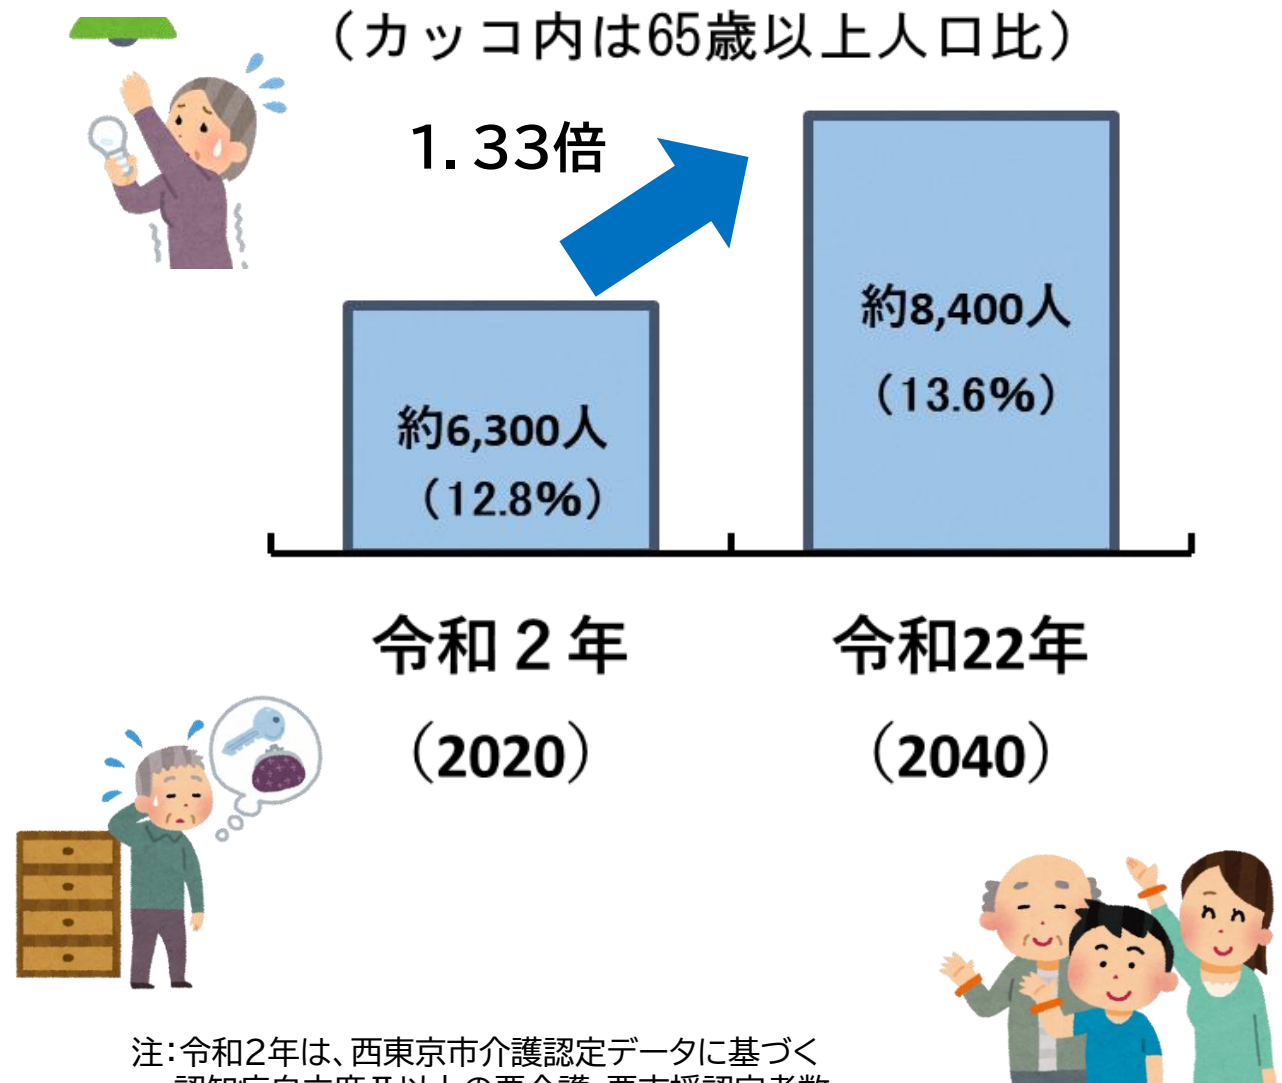 （カッコ内は65歳以上人口比）
1.33倍
約8,400人
（13.6%）
約6,300人
（12.8%）
令和２年
令和22年
（2020）
（2040）
注：令和2年は、西東京市介護認定データに基づく